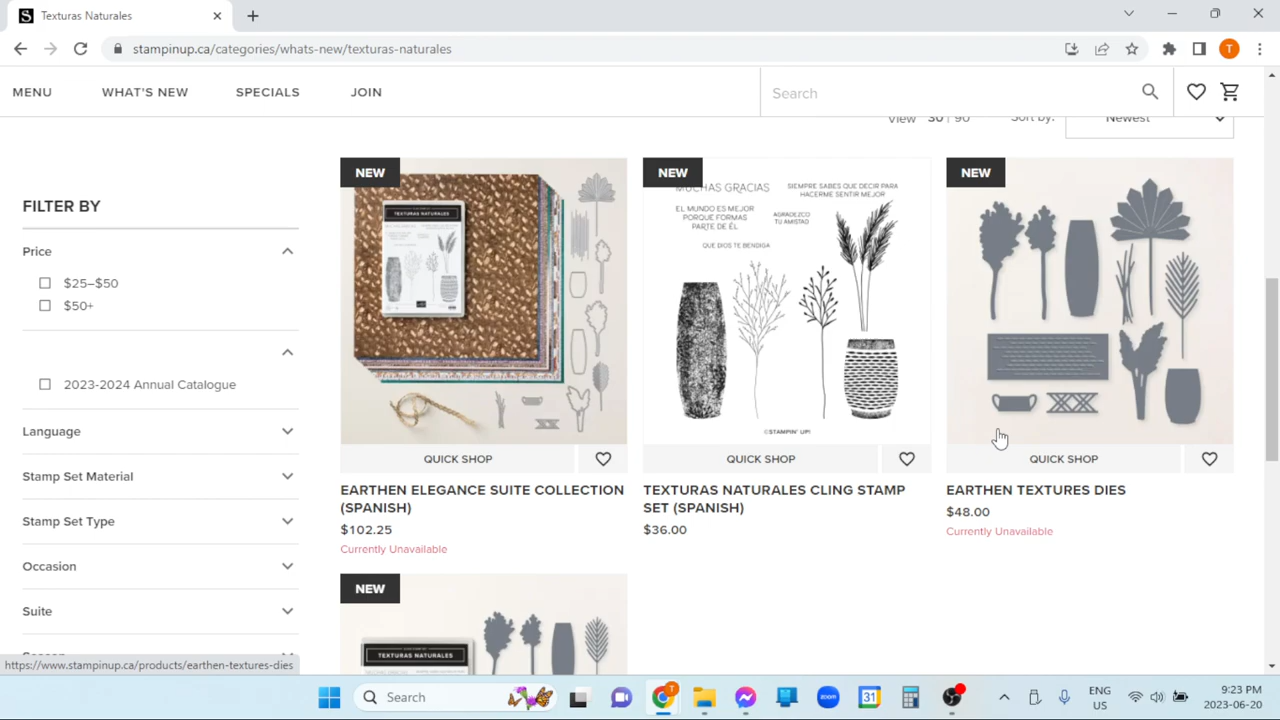 S Texturas Naturales
stampinup.ca/categories/whats-new/texturas-naturales
T
MENU
WHAT'S NEW
SPECIALS
JOIN
Search
View 30 | 90
Sort by:
Newest
FILTER BY
Price
$25–$50
$50+
2023-2024 Annual Catalogue
Language
Stamp Set Material
Stamp Set Type
Occasion
Suite
https://www.stampinup.
earthen-textures-dies
NEW
TEXTURAS NATURALES
QUICK SHOP
EARTHEN ELEGANCE SUITE COLLECTION
(SPANISH)
$102.25
Currently Unavailable
NEW
MUCHAS GRACIAS
SIEMPRE SABES QUE DECIR PARA
HACERME SENTIR MEJOR
EL MUNDO ES MEJOR
PORQUE FORMAS
PARTE DE ÉL
AGRADEZCO
TU AMISTAD
QUE DIOS TE BENDIGA
©STAMPIN' UP!
QUICK SHOP
TEXTURAS NATURALES CLING STAMP
SET (SPANISH)
$36.00
NEW
QUICK SHOP
EARTHEN TEXTURES DIES
$48.00
Currently Unavailable
NEW
TEXTURAS NATURALES
Search
zoom
31
T
ENG
US
9:23 PM
2023-06-20